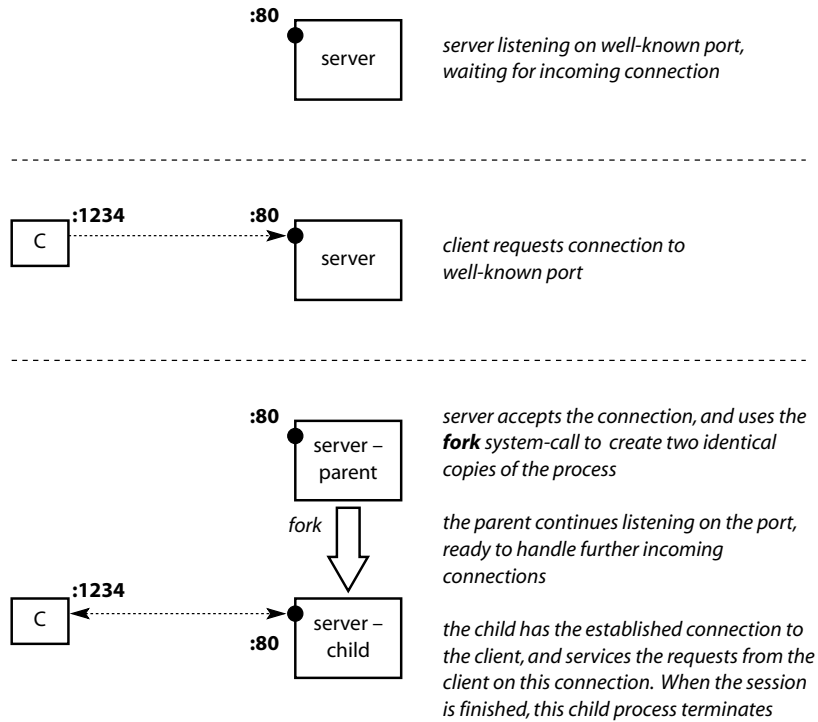 :80
server
server listening on well-known port,
waiting for incoming connection
:1234
:80
C
server
client requests connection to
well-known port
:80
server –
parent
server accepts the connection, and uses the
fork system-call to create two identical
copies of the process
fork
the parent continues listening on the port,
ready to handle further incoming
connections
:1234
C
:80
server –
child
the child has the established connection to
the client, and services the requests from the
client on this connection. When the session
is finished, this child process terminates